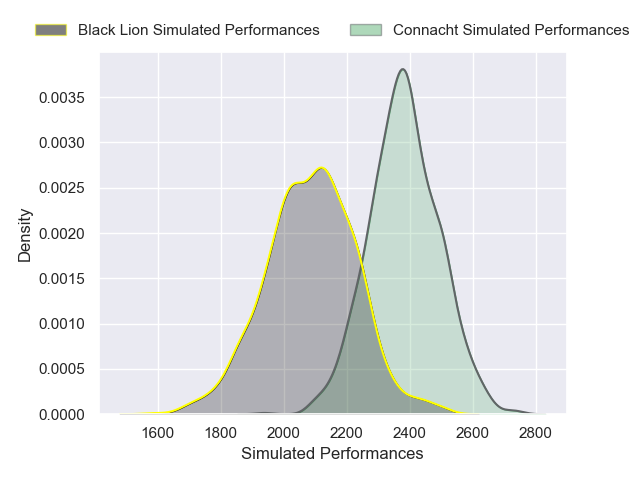 Black Lion Simulated Performances
Connacht Simulated Performances
0.0035
0.0030
0.0025
0.0020
0.0015
0.0010
0.0005
0.0000
Density
1600 1800 2000 2200 2400 2600 2800
Simulated Performances